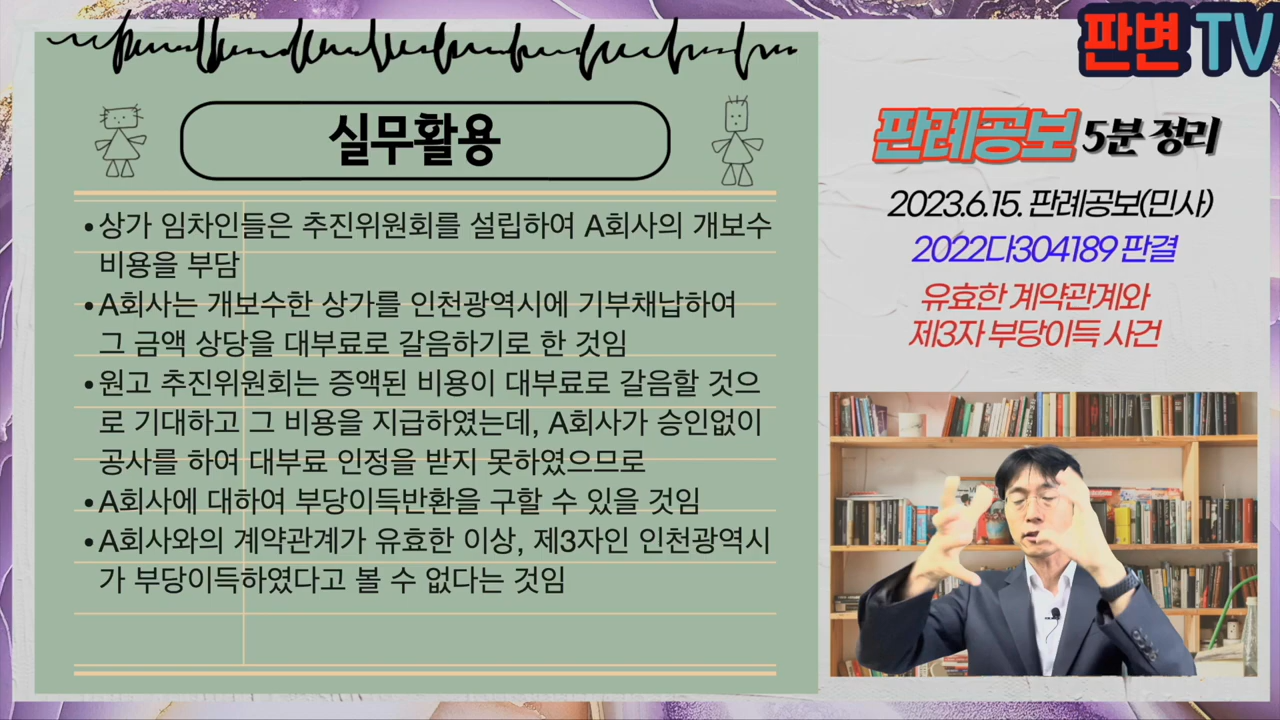 판변 TV
실무활용
• 상가 임차인들은 추진위원회를 설립하여 A회사의 개보수
비용을 부담
• A회사는 개보수한 상가를 인천광역시에 기부채납하여
그 금액 상당을 대부료로 갈음하기로 한 것임
• 원고 추진위원회는 증액된 비용이 대부료로 갈음할 것으
로 기대하고 그 비용을 지급하였는데, A회사가 승인없이
공사를 하여 대부료 인정을 받지 못하였으므로
• A회사에 대하여 부당이득반환을 구할 수 있을 것임
• A회사와의 계약관계가 유효한 이상, 제3자인 인천광역시
가 부당이득하였다고 볼 수 없다는 것임
판례공보 5분 정리
2023.6.15. 판례공보(민사)
2022다304189 판결
유효한 계약관계와
제3자 부당이득 사건